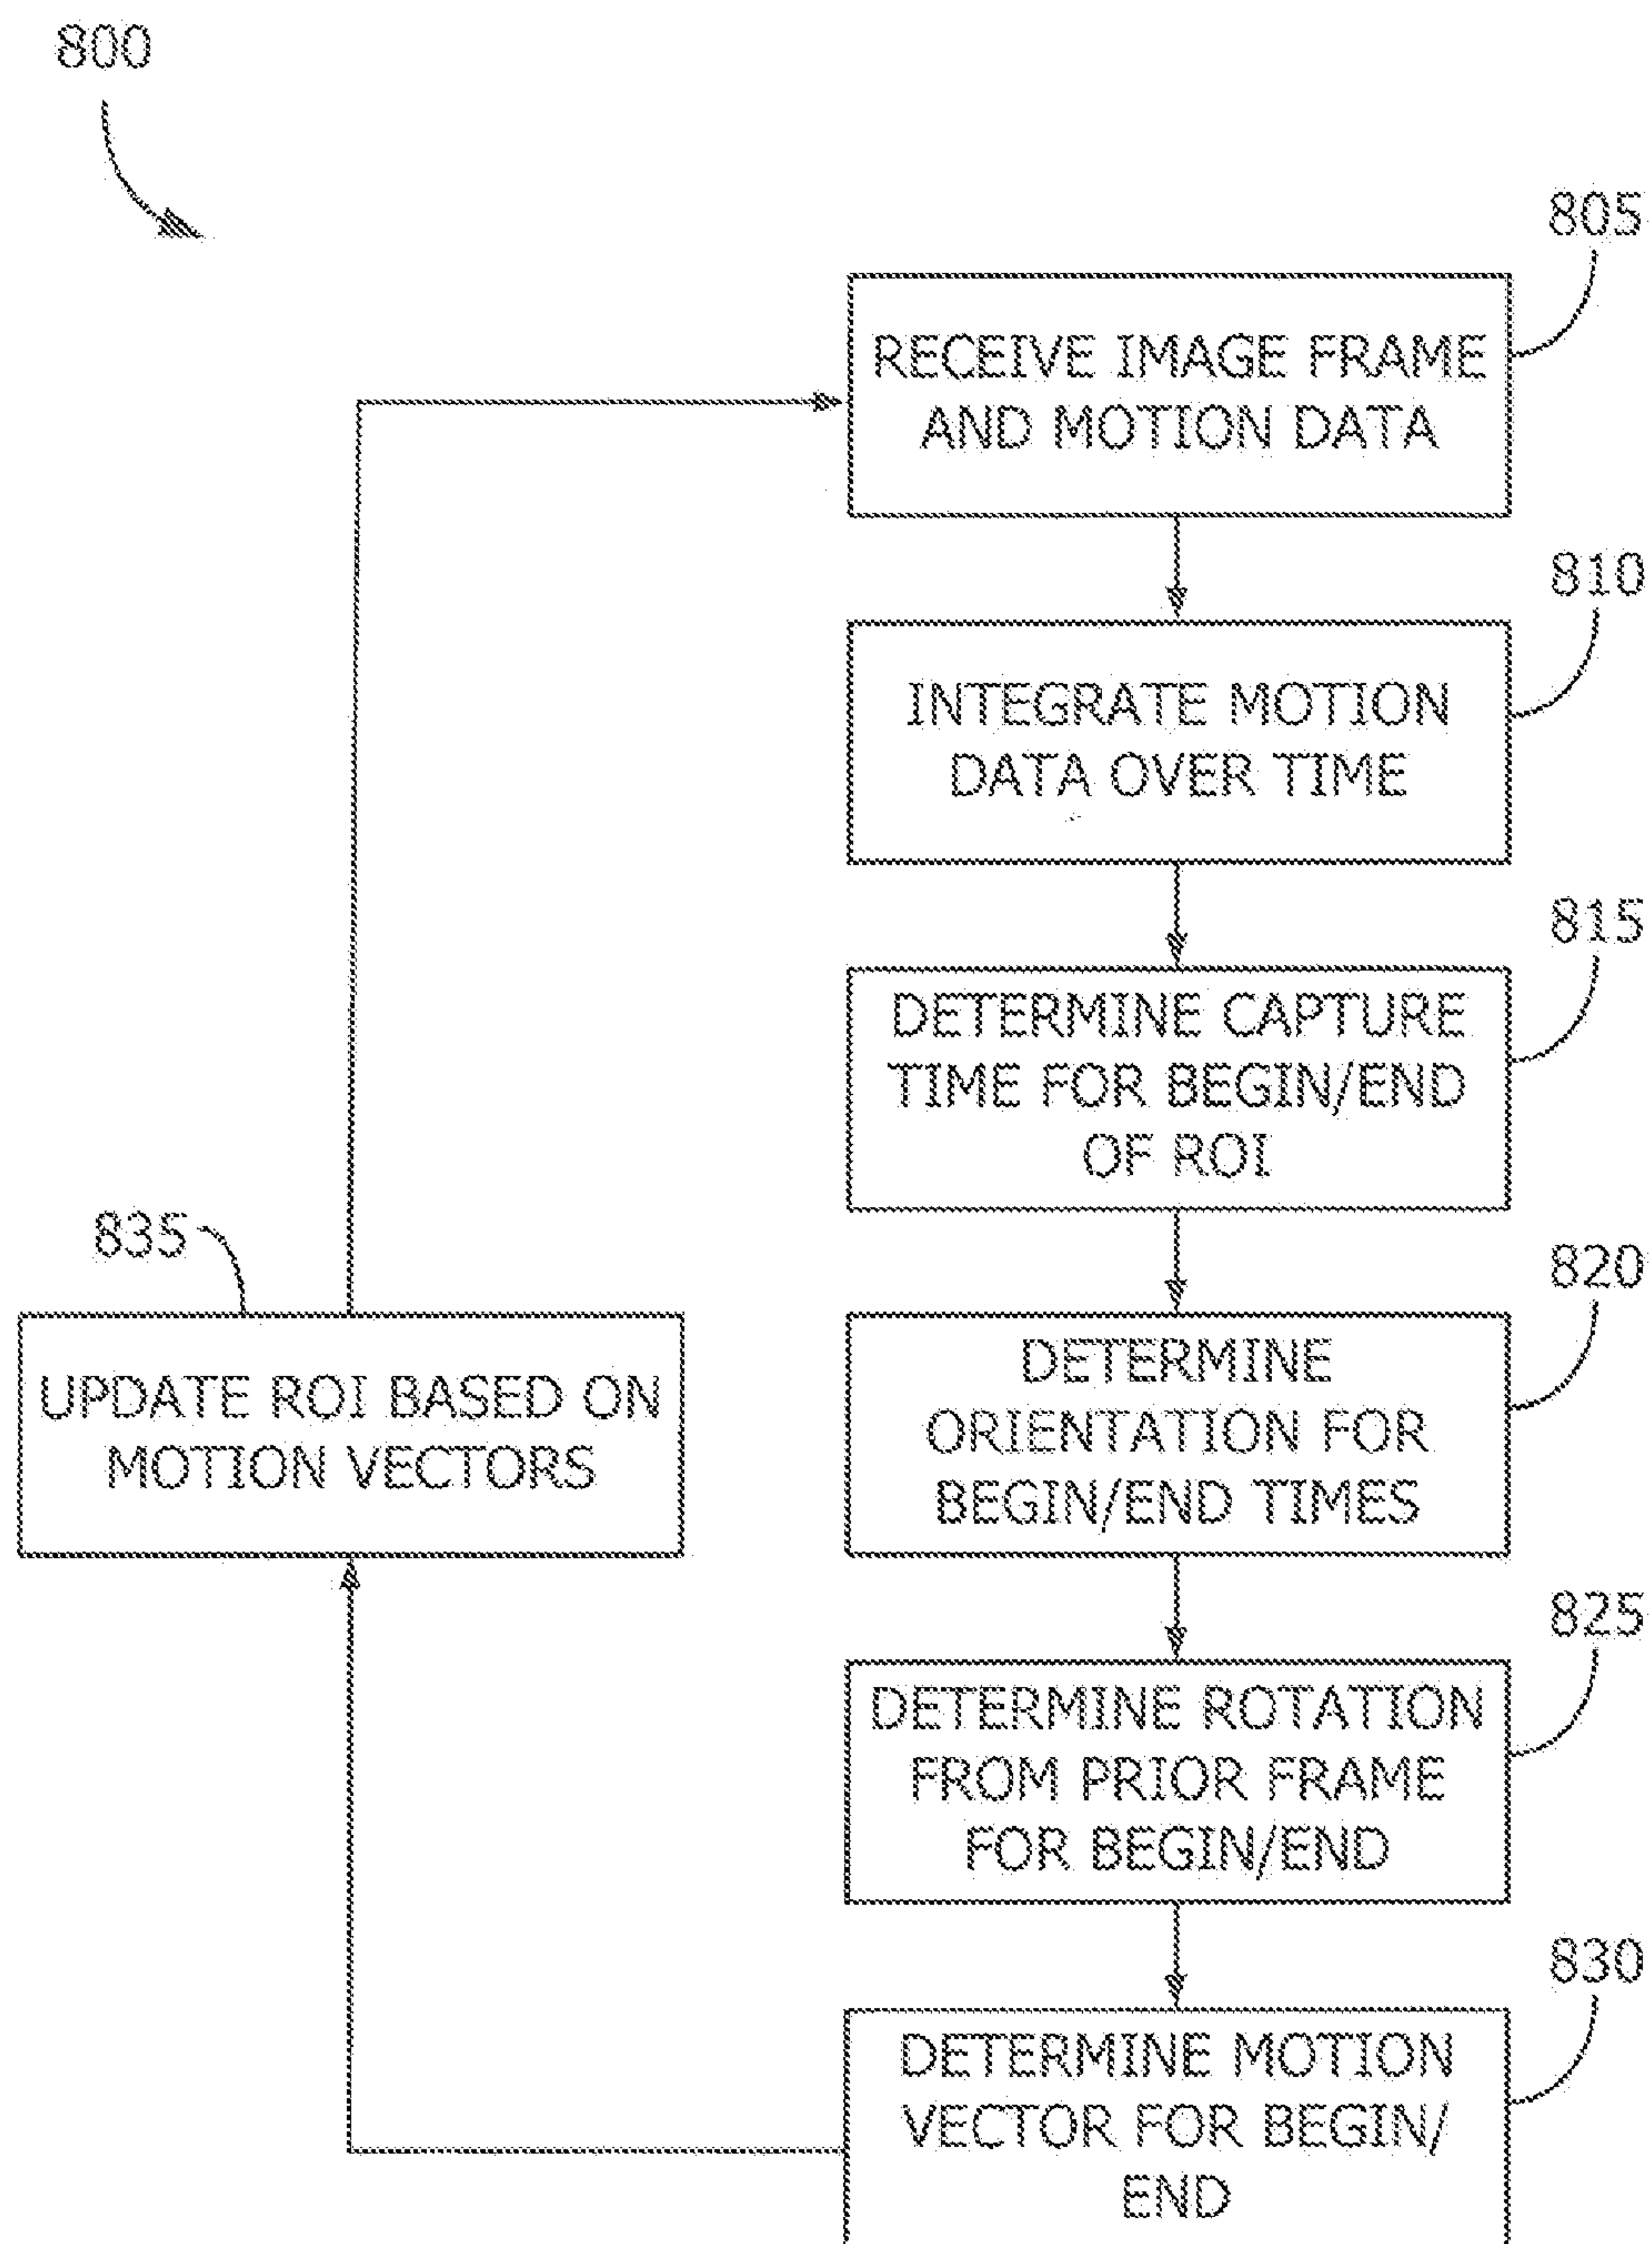 800
805
RECEIVE IMAGE FRAME
AND MOTION DATA
810
INTEGRATE MOTION
DATA OVER TIME
815
DETERMINE CAPTURE
TIME FOR BEGIN/END
OF ROI
820
DETERMINE
ORIENTATION FOR
BEGIN/END TIMES
825
DETERMINE ROTATION
FROM PRIOR FRAME
FOR BEGIN/END
830
DETERMINE MOTION
VECTOR FOR BEGIN/
END
835
UPDATE ROI BASED ON
MOTION VECTORS